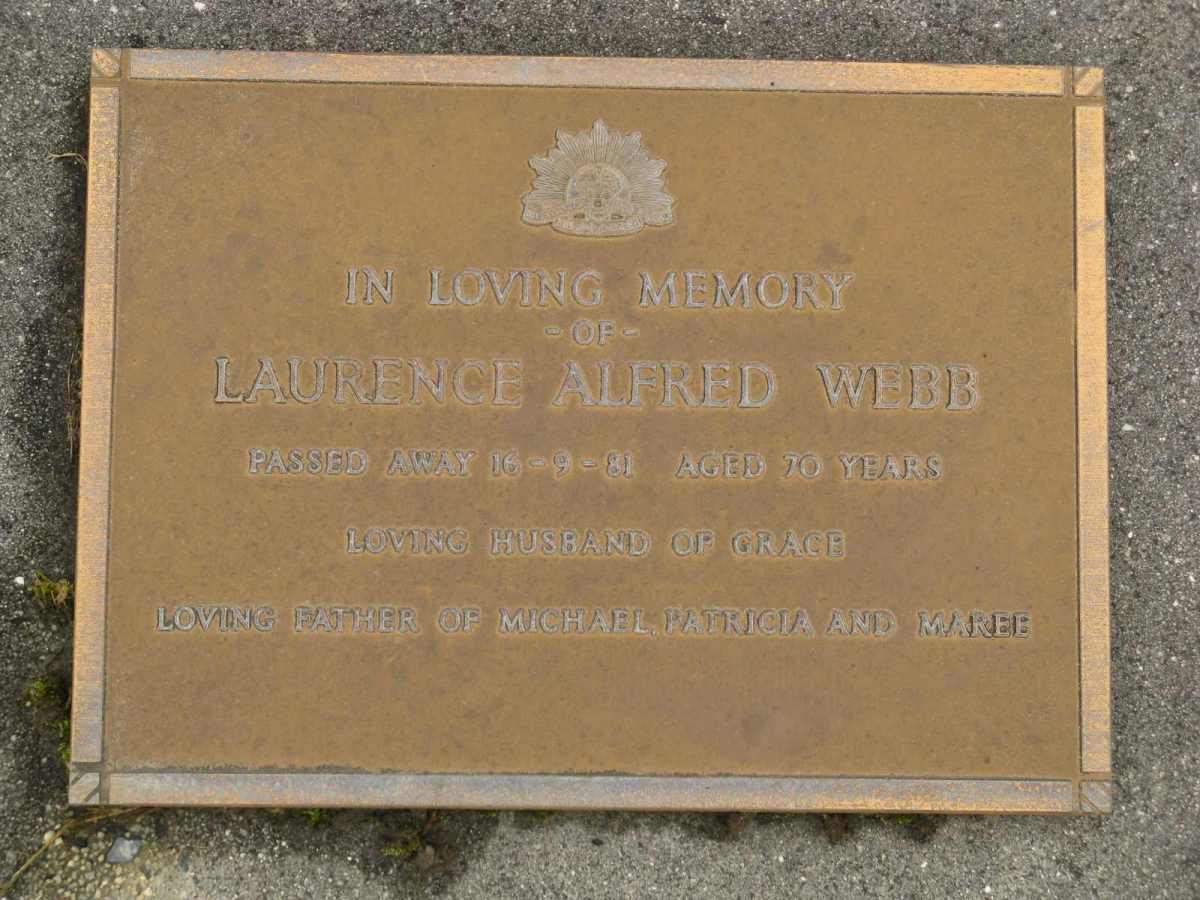 IN LOVING MEMORY
- OF -
LAURENCE ALFRED WEBB
PASSED AWAY 16-9-81 AGED 70 YEARS
LOVING HUSBAND OF GRACE
LOVING FATHER OF MICHAEL, PATRICIA AND MAREE